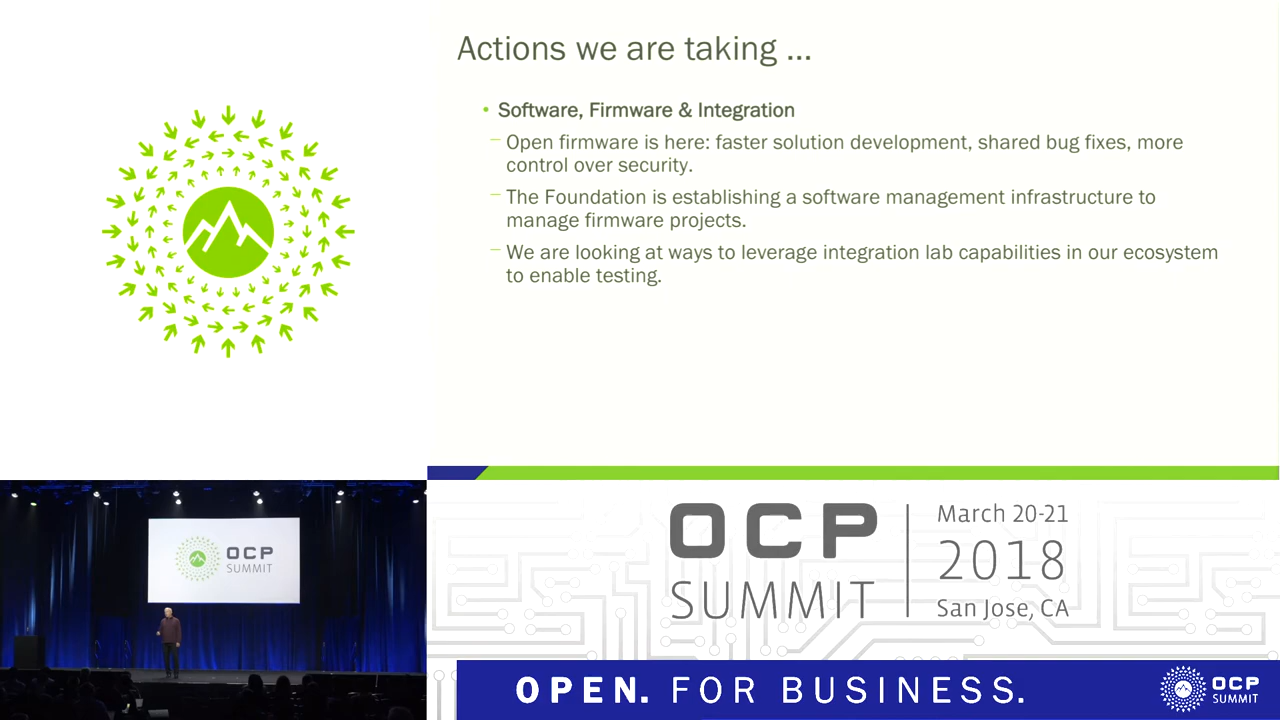 Actions we are taking ...
• Software, Firmware & Integration
– Open firmware is here: faster solution development, shared bug fixes, more
control over security.
– The Foundation is establishing a software management infrastructure to
manage firmware projects.
– We are looking at ways to leverage integration lab capabilities in our ecosystem
to enable testing.
OCP
SUMMIT
OCP
SUMMIT
March 20-21
2018
San Jose, CA
OPEN. FOR BUSINESS.
OCP
SUMMIT